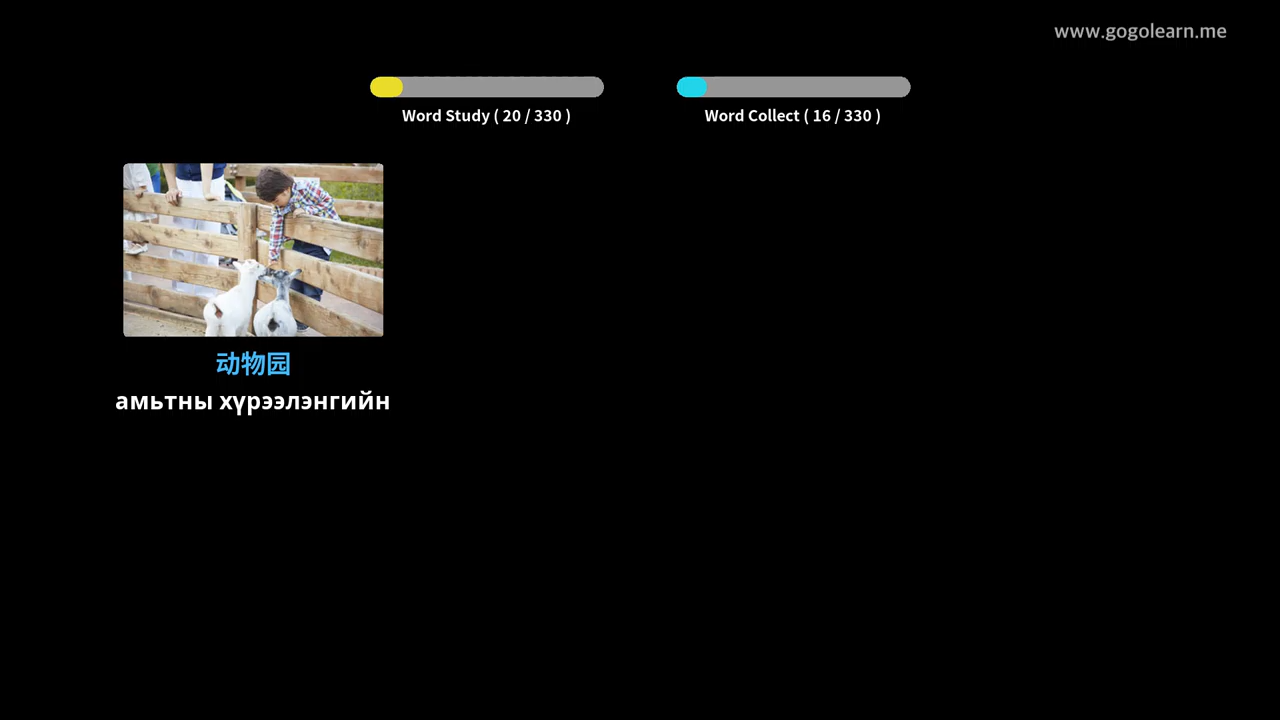 www.gogolearn.me
Word Study ( 20 / 330 )
Word Collect ( 16 / 330 )
动物园
амьтны хүрээлэнгийн